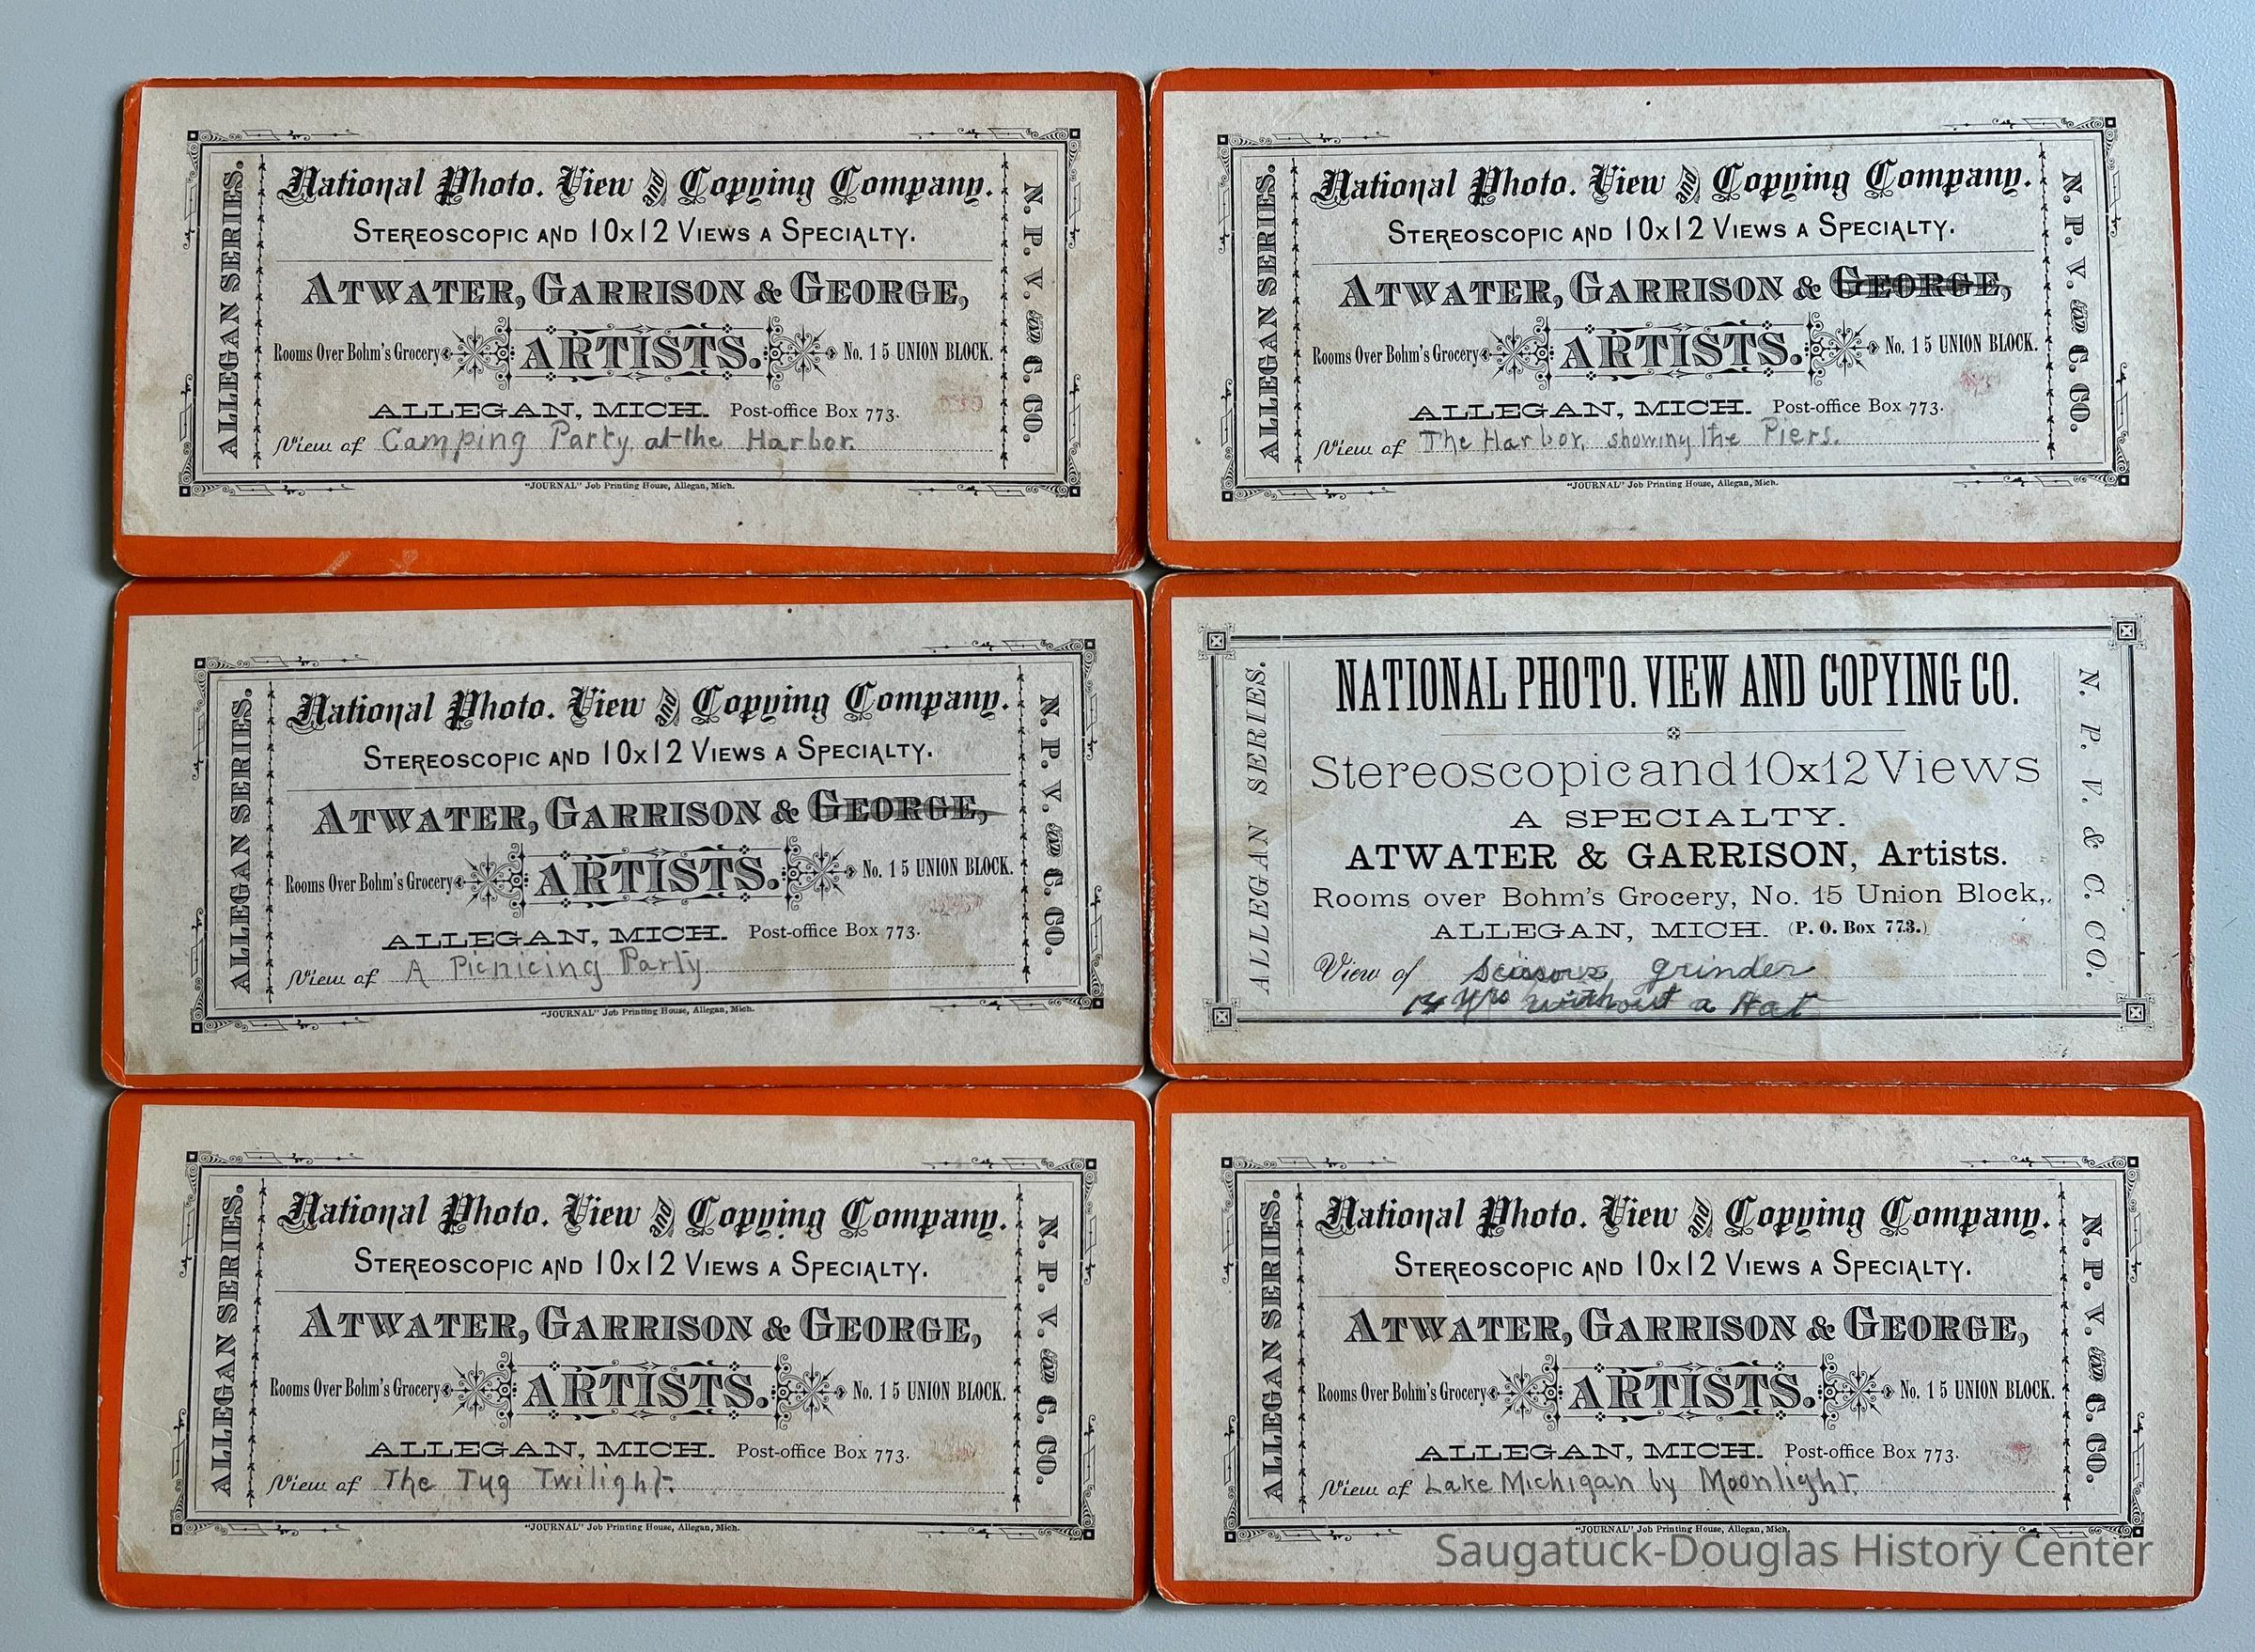 ALLEGAN SERIES.
National Photo. View and Copying Company.
STEREOSCOPIC AND 10x12 VIEWS A SPECIALTY.
ATWATER, GARRISON & GEORGE,
Rooms Over Bohm's Grocery ARTISTS. No. 15 UNION BLOCK.
ALLEGAN, MICH. Post-office Box 773.
View of Camping Party, at the Harbor.
N. P. V. and C. CO.
"JOURNAL" Job Printing House, Allegan, Mich.
ALLEGAN SERIES.
National Photo. View and Copying Company.
STEREOSCOPIC AND 10x12 VIEWS A SPECIALTY.
ATWATER, GARRISON & GEORGE,
Rooms Over Bohm's Grocery ARTISTS. No. 15 UNION BLOCK.
ALLEGAN, MICH. Post-office Box 773.
View of The Harbor, showing the Piers.
N. P. V. and C. CO.
"JOURNAL" Job Printing House, Allegan, Mich.
ALLEGAN SERIES.
National Photo. View and Copying Company.
STEREOSCOPIC AND 10x12 VIEWS A SPECIALTY.
ATWATER, GARRISON & GEORGE,
Rooms Over Bohm's Grocery ARTISTS. No. 15 UNION BLOCK.
ALLEGAN, MICH. Post-office Box 773.
View of A Picnicing Party
N. P. V. and C. CO.
"JOURNAL" Job Printing House, Allegan, Mich.
ALLEGAN SERIES.
NATIONAL PHOTO. VIEW AND COPYING CO.
Stereoscopic and 10x12 Views
A SPECIALTY.
ATWATER & GARRISON, Artists.
Rooms over Bohm's Grocery, No. 15 Union Block,
ALLEGAN, MICH. (P. O. Box 773.)
View of scissors grinder
14 yrs without a Hat
N. P. V. & C. CO.
ALLEGAN SERIES.
National Photo. View and Copying Company.
STEREOSCOPIC AND 10x12 VIEWS A SPECIALTY.
ATWATER, GARRISON & GEORGE,
Rooms Over Bohm's Grocery ARTISTS. No. 15 UNION BLOCK.
ALLEGAN, MICH. Post-office Box 773.
View of The Tug Twilight.
N. P. V. and C. CO.
"JOURNAL" Job Printing House, Allegan, Mich.
ALLEGAN SERIES.
National Photo. View and Copying Company.
STEREOSCOPIC AND 10x12 VIEWS A SPECIALTY.
ATWATER, GARRISON & GEORGE,
Rooms Over Bohm's Grocery ARTISTS. No. 15 UNION BLOCK.
ALLEGAN, MICH. Post-office Box 773.
View of Lake Michigan by Moonlight.
N. P. V. and C. CO.
"JOURNAL" Job Printing House, Allegan, Mich.
Saugatuck-Douglas History Center